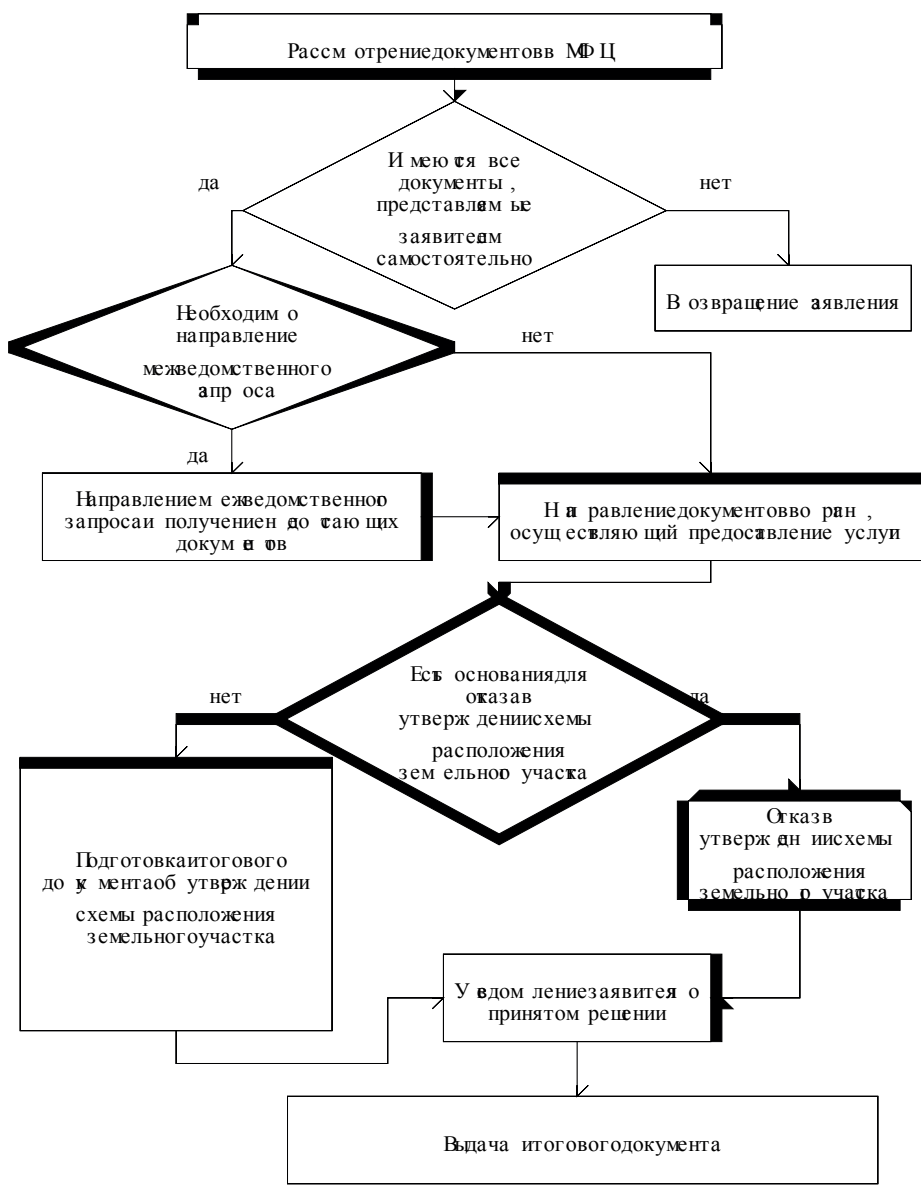 Рассмотрение документов в МФЦ
Имеются все
документы,
представляемые
заявителем
самостоятельно
да
нет
Возвращение заявления
Необходимо
направление
межведомственного
запроса
нет
да
Направление межведомственного
запроса и получение недостающих
документов
Направление документов в орган,
осуществляющий предоставление услуги
Есть основания для
отказа в
утверждении схемы
расположения
земельного участка
нет
да
Подготовка итогового
документа об утверждении
схемы расположения
земельного участка
Отказ в
утверждении схемы
расположения
земельного участка
Уведомление заявителя о
принятом решении
Выдача итогового документа